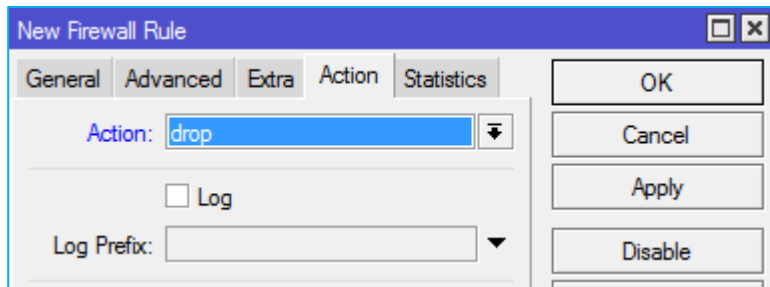 New Firewall Rule
General Advanced Extra Action Statistics
OK
Action: drop
Cancel
Log
Apply
Log Prefix:
Disable